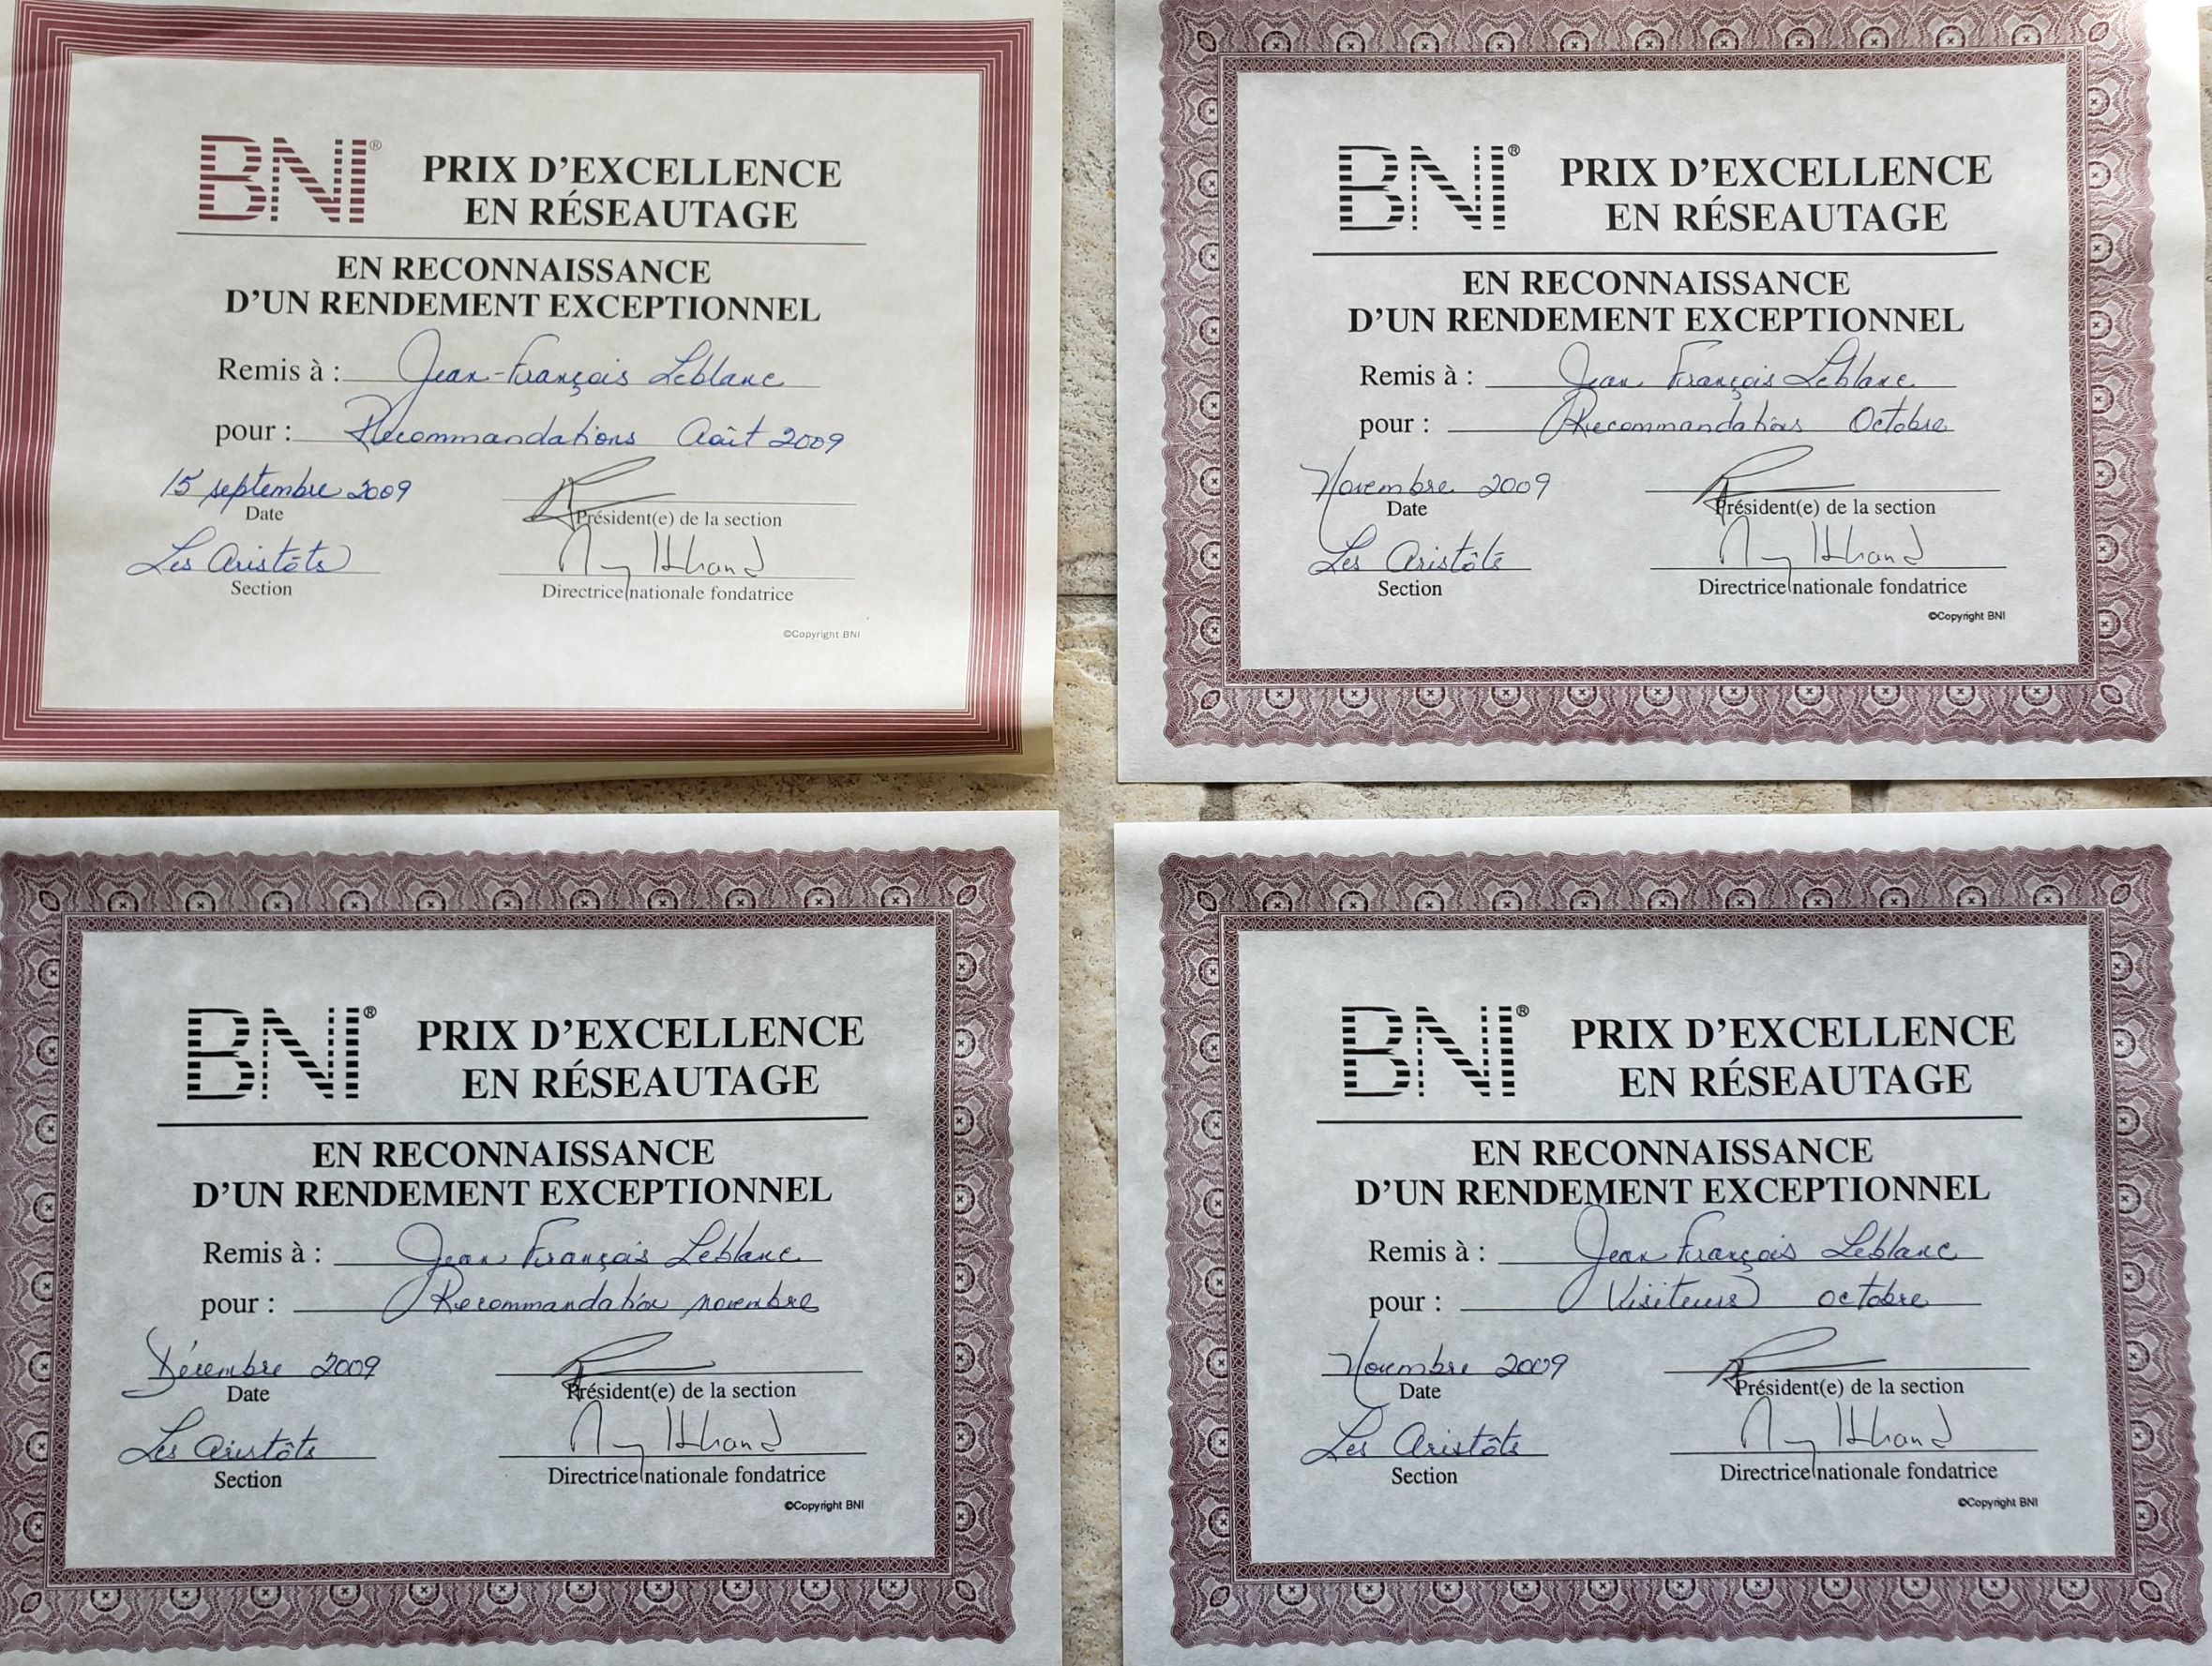 BNI®
PRIX D'EXCELLENCE
EN RÉSEAUTAGE
EN RECONNAISSANCE
D'UN RENDEMENT EXCEPTIONNEL
Remis à : Jean-François Leblanc
pour : Recommandations Août 2009
15 septembre 2009
Date
Président(e) de la section
Les Aristôts
Section
Directrice nationale fondatrice
©Copyright BNI
BNI®
PRIX D'EXCELLENCE
EN RÉSEAUTAGE
EN RECONNAISSANCE
D'UN RENDEMENT EXCEPTIONNEL
Remis à : Jean François Leblanc
pour : Recommandations Octobre
Novembre 2009
Date
Président(e) de la section
Les Aristôts
Section
Directrice nationale fondatrice
©Copyright BNI
BNI®
PRIX D'EXCELLENCE
EN RÉSEAUTAGE
EN RECONNAISSANCE
D'UN RENDEMENT EXCEPTIONNEL
Remis à : Jean François Leblanc
pour : Recommandation novembre
Décembre 2009
Date
Président(e) de la section
Les Aristôts
Section
Directrice nationale fondatrice
©Copyright BNI
BNI®
PRIX D'EXCELLENCE
EN RÉSEAUTAGE
EN RECONNAISSANCE
D'UN RENDEMENT EXCEPTIONNEL
Remis à : Jean François Leblanc
pour : Visiteurs octobre
Novembre 2009
Date
Président(e) de la section
Les Aristôts
Section
Directrice nationale fondatrice
©Copyright BNI